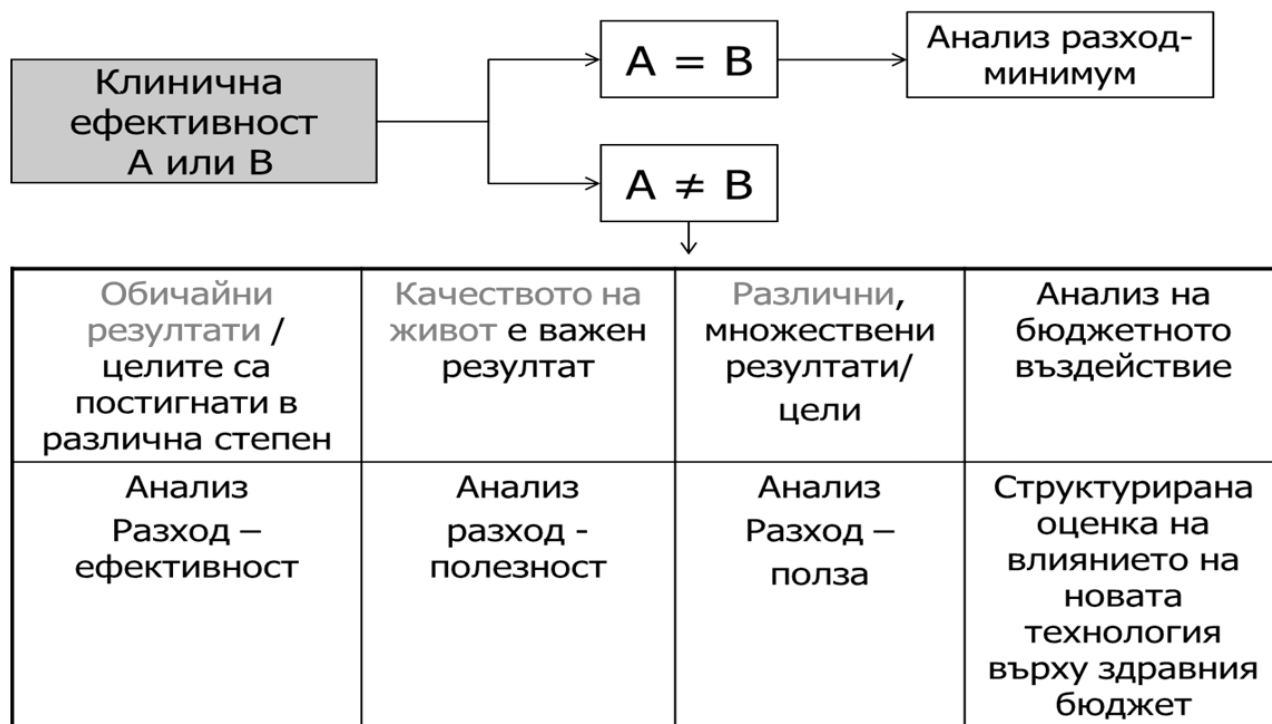 Клинична
ефективност
А или В
А = В
Анализ разход-
минимум
А ≠ В
Обичайни
резултати /
целите са
постигнати в
различна степен
Качеството на
живот е важен
резултат
Различни,
множествени
резултати/
цели
Анализ на
бюджетното
въздействие
Анализ
Разход –
ефективност
Анализ
разход -
полезност
Анализ
Разход –
полза
Структурирана
оценка на
влиянието на
новата
технология
върху здравния
бюджет